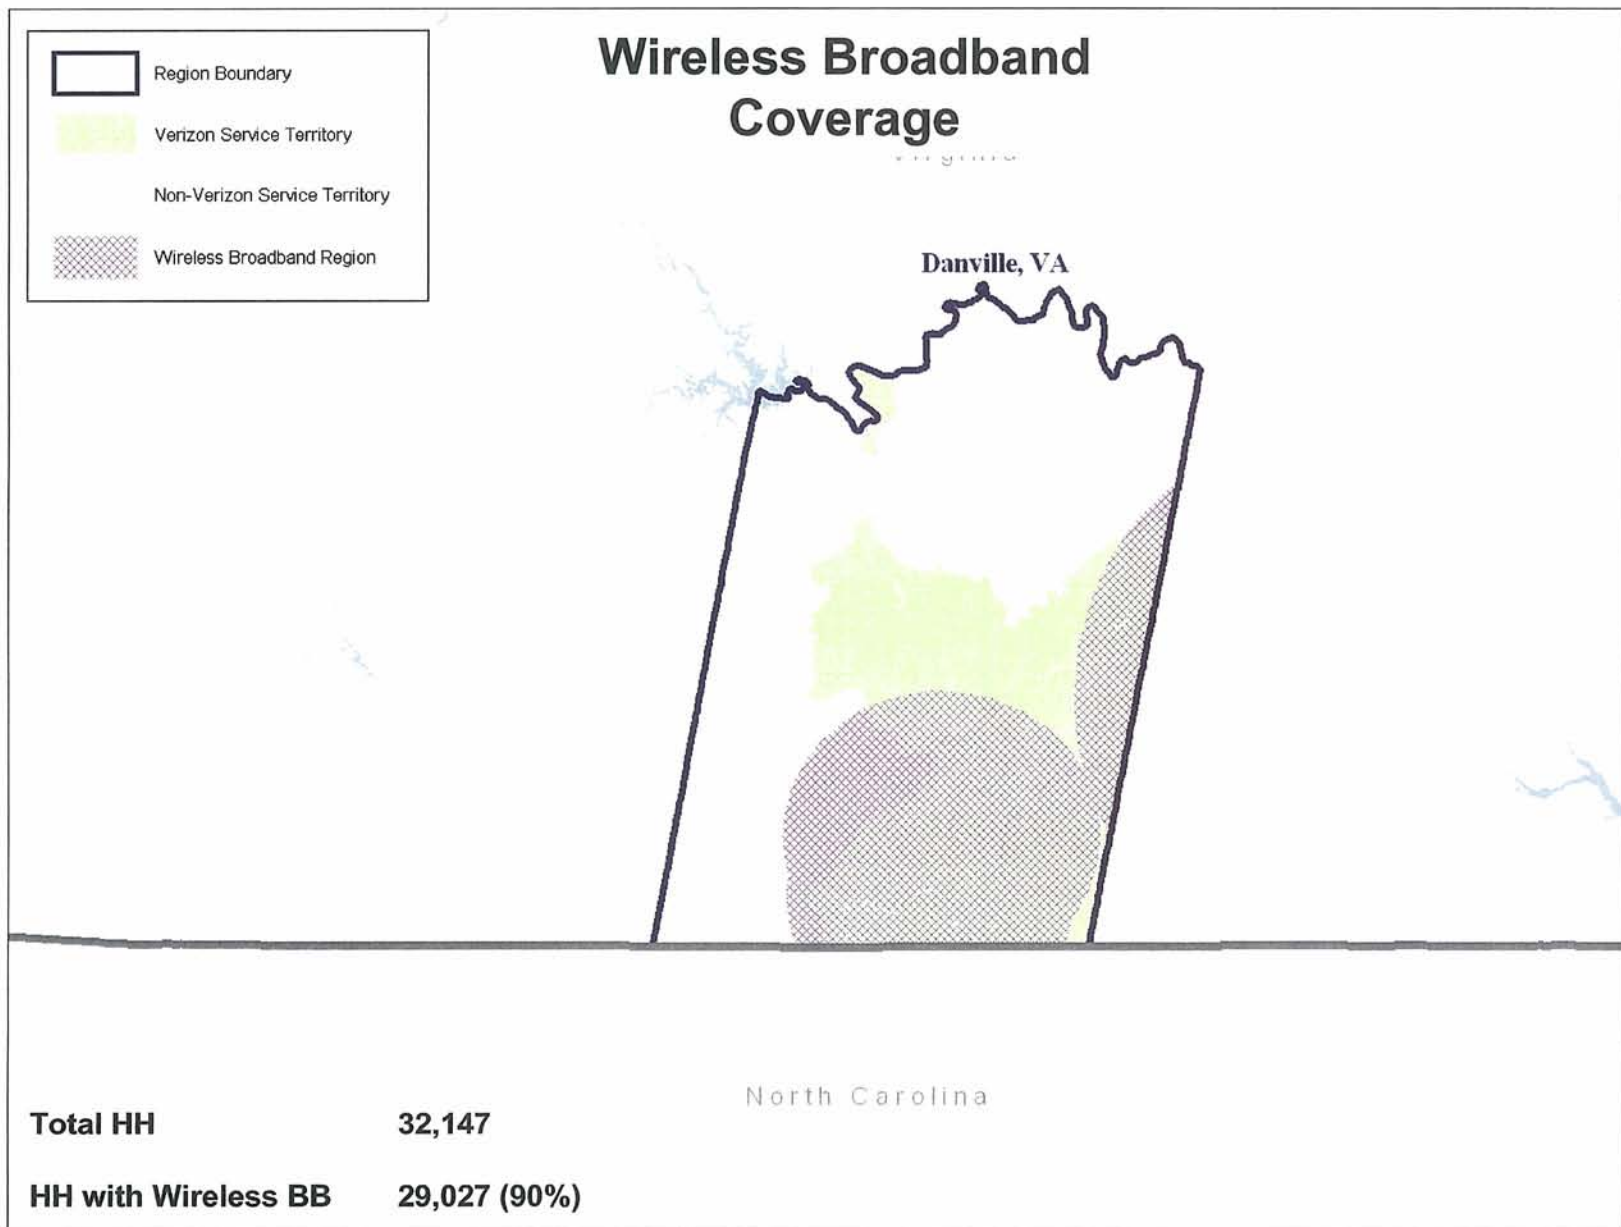 Wireless Broadband
Coverage
Region Boundary
Verizon Service Territory
Non-Verizon Service Territory
Wireless Broadband Region
Danville, VA
North Carolina
Total HH 32,147
HH with Wireless BB 29,027 (90%)